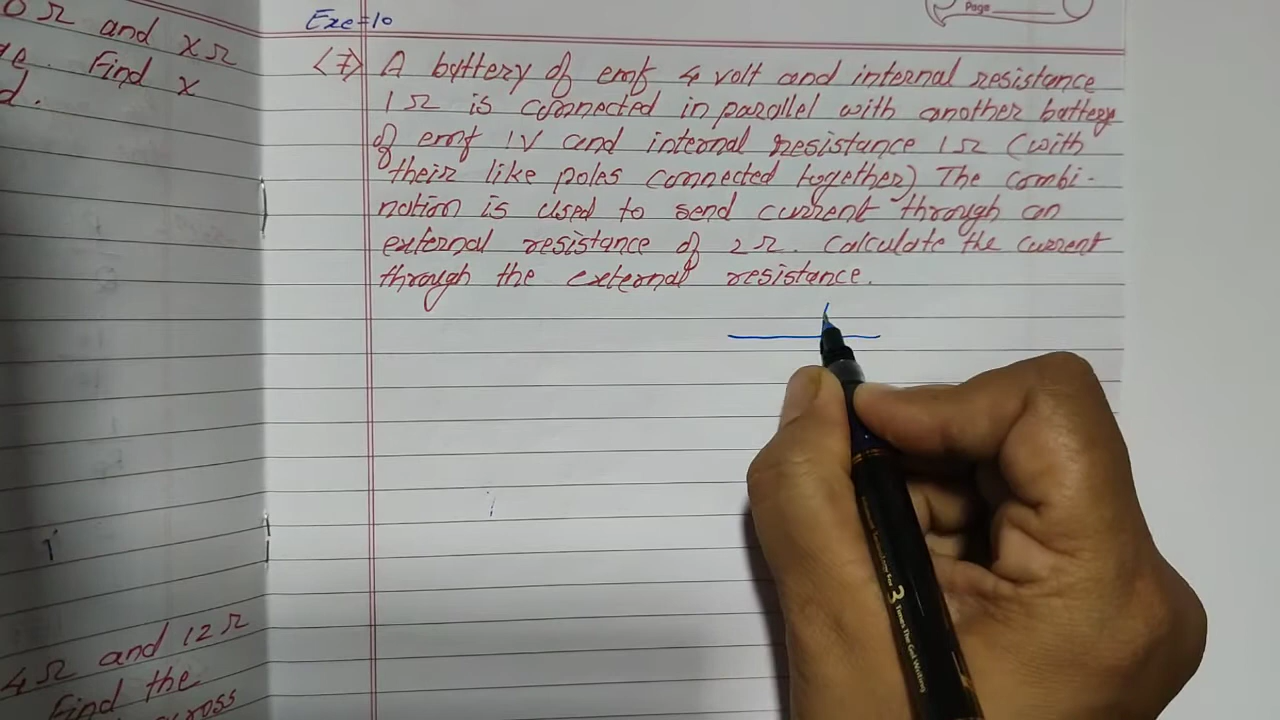 0 Ω and x Ω
Find x
d.
4Ω and 12Ω
Find the
Page
Exe=10
<7> A battery of emf 4 volt and internal resistance
1Ω is connected in parallel with another battery
of emf 1V and internal resistance 1Ω (with
their like poles connected together) The combi-
nation is used to send current through an
external resistance of 2Ω. Calculate the current
through the external resistance.